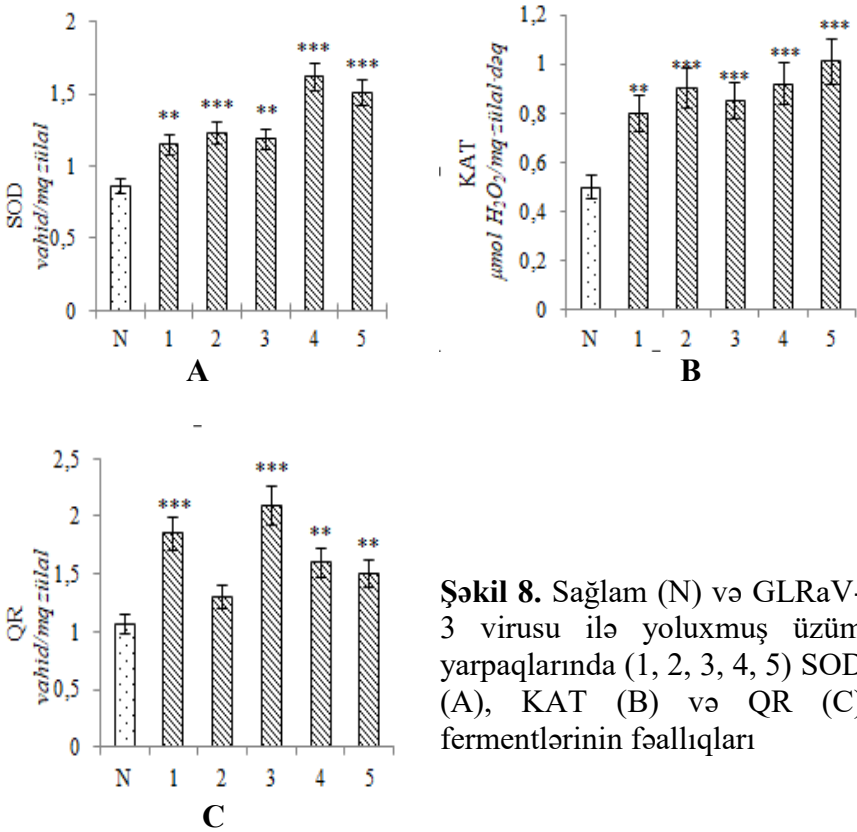 2
1,5
1
0,5
0
SOD
vahid/mq zülal
** *** ** *** ***
N 1 2 3 4 5
A
1,2
1
0,8
0,6
0,4
0,2
0
KAT
µmol H₂O₂/mq·zülal·dəq
** *** *** *** ***
N 1 2 3 4 5
B
2,5
2
1,5
1
0,5
0
QR
vahid/mq zülal
*** *** ** **
N 1 2 3 4 5
C
Şəkil 8. Sağlam (N) və GLRaV-
3 virusu ilə yoluxmuş üzüm
yarpaqlarında (1, 2, 3, 4, 5) SOD
(A), KAT (B) və QR (C)
fermentlərinin fəallıqları